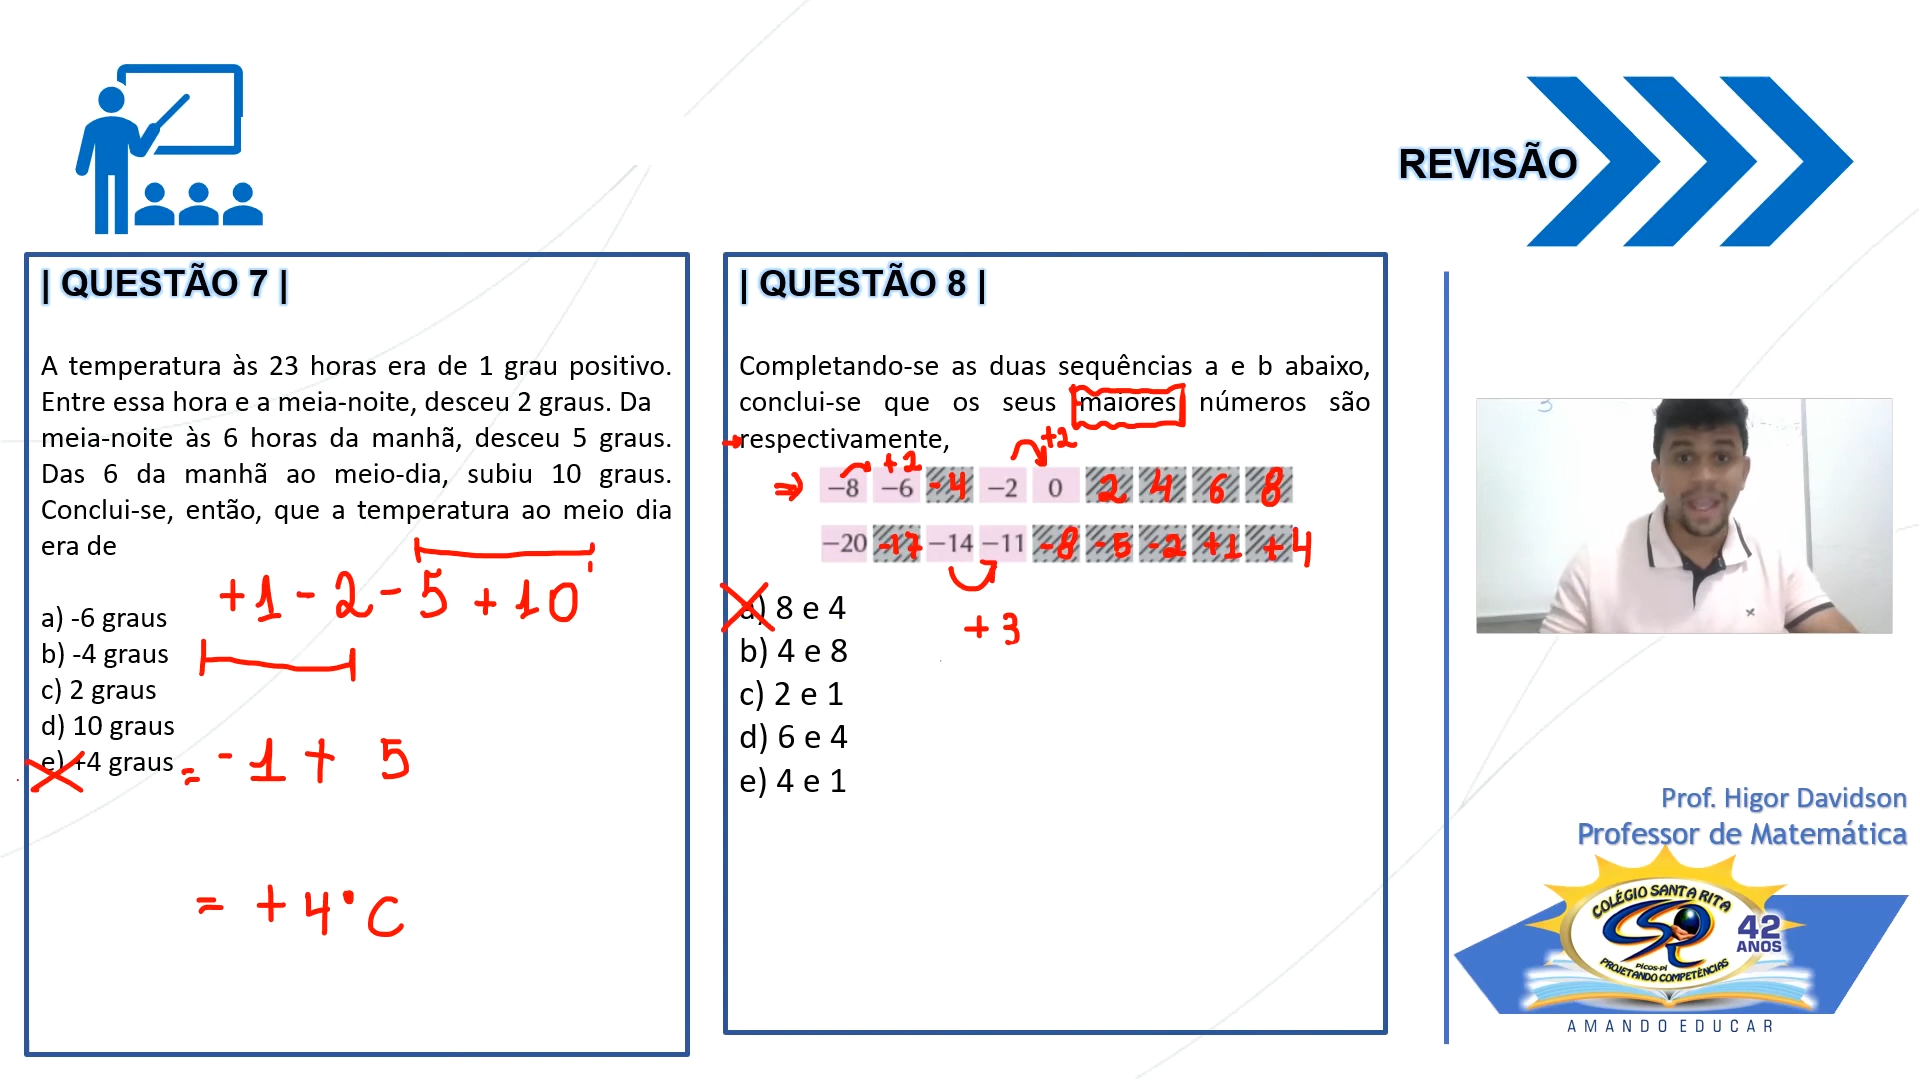 REVISÃO
| QUESTÃO 7 |
A temperatura às 23 horas era de 1 grau positivo.
Entre essa hora e a meia-noite, desceu 2 graus. Da
meia-noite às 6 horas da manhã, desceu 5 graus.
Das 6 da manhã ao meio-dia, subiu 10 graus.
Conclui-se, então, que a temperatura ao meio dia
era de
+1 - 2 - 5 + 10
a) -6 graus
b) -4 graus
c) 2 graus
d) 10 graus
e) +4 graus
= -1 + 5
= +4°C
| QUESTÃO 8 |
Completando-se as duas sequências a e b abaixo,
conclui-se que os seus maiores números são
respectivamente,
+2 +2
−8 −6 -4 −2 0 2 4 6 8
−20 -17 −14 −11 -8 -5 -2 +1 +4
+3
a) 8 e 4
b) 4 e 8
c) 2 e 1
d) 6 e 4
e) 4 e 1
3
Prof. Higor Davidson
Professor de Matemática
COLÉGIO SANTA RITA
42
ANOS
PICOS-PI
PROJETANDO COMPETÊNCIAS
AMANDO EDUCAR